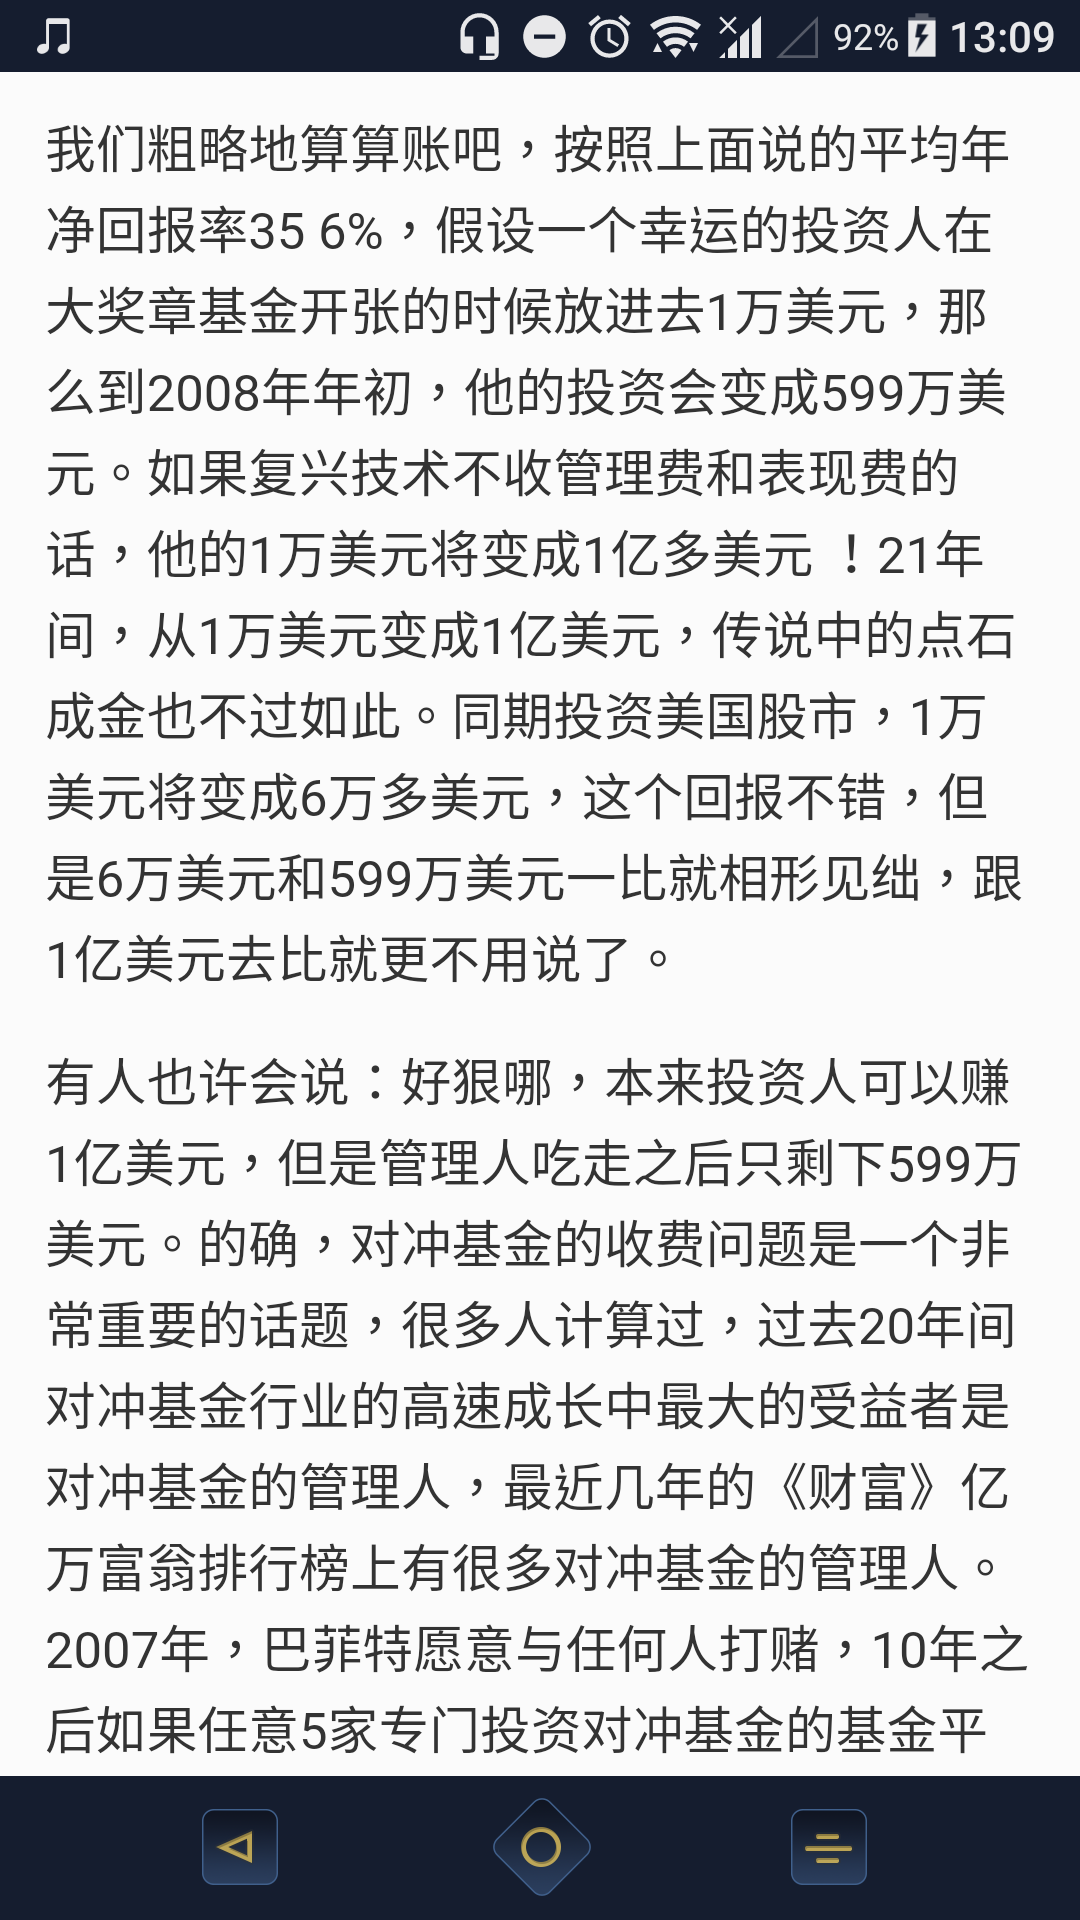 92% 13:09
我们粗略地算算账吧，按照上面说的平均年
净回报率35 6%，假设一个幸运的投资人在
大奖章基金开张的时候放进去1万美元，那
么到2008年年初，他的投资会变成599万美
元。如果复兴技术不收管理费和表现费的
话，他的1万美元将变成1亿多美元 ！21年
间，从1万美元变成1亿美元，传说中的点石
成金也不过如此。同期投资美国股市，1万
美元将变成6万多美元，这个回报不错，但
是6万美元和599万美元一比就相形见绌，跟
1亿美元去比就更不用说了。
有人也许会说：好狠哪，本来投资人可以赚
1亿美元，但是管理人吃走之后只剩下599万
美元。的确，对冲基金的收费问题是一个非
常重要的话题，很多人计算过，过去20年间
对冲基金行业的高速成长中最大的受益者是
对冲基金的管理人，最近几年的《财富》亿
万富翁排行榜上有很多对冲基金的管理人。
2007年，巴菲特愿意与任何人打赌，10年之
后如果任意5家专门投资对冲基金的基金平